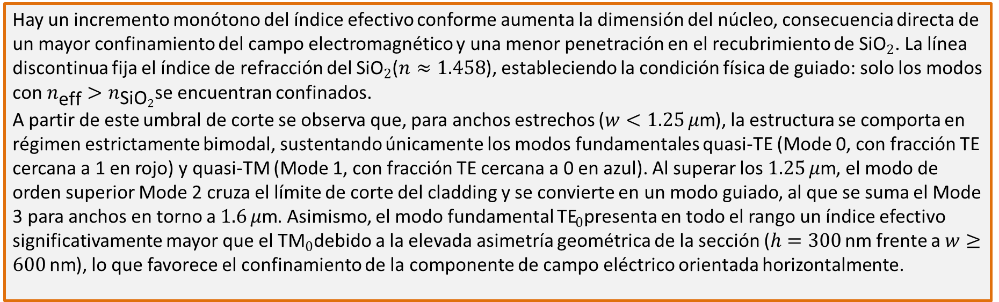 Hay un incremento monótono del índice efectivo conforme aumenta la dimensión del núcleo, consecuencia directa de
un mayor confinamiento del campo electromagnético y una menor penetración en el recubrimiento de SiO₂. La línea
discontinua fija el índice de refracción del SiO₂(n ≈ 1.458), estableciendo la condición física de guiado: solo los modos
con n_eff > n_SiO₂ se encuentran confinados.
A partir de este umbral de corte se observa que, para anchos estrechos (w < 1.25 μm), la estructura se comporta en
régimen estrictamente bimodal, sustentando únicamente los modos fundamentales quasi-TE (Mode 0, con fracción TE
cercana a 1 en rojo) y quasi-TM (Mode 1, con fracción TE cercana a 0 en azul). Al superar los 1.25 μm, el modo de
orden superior Mode 2 cruza el límite de corte del cladding y se convierte en un modo guiado, al que se suma el Mode
3 para anchos en torno a 1.6 μm. Asimismo, el modo fundamental TE₀presenta en todo el rango un índice efectivo
significativamente mayor que el TM₀debido a la elevada asimetría geométrica de la sección (h = 300 nm frente a w ≥
600 nm), lo que favorece el confinamiento de la componente de campo eléctrico orientada horizontalmente.